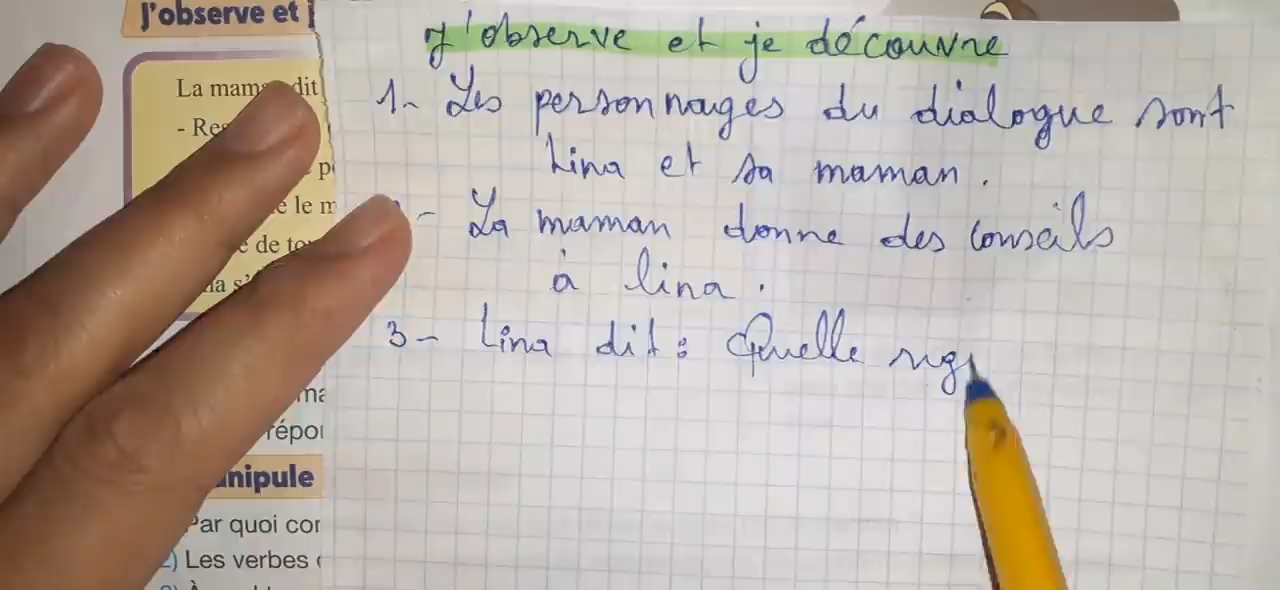 J'observe et
La mam dit
- Re
p
e le m
e de to
a s'
ma
répo
nipule
Par quoi co
) Les verbes
J'observe et je découvre
1- Les personnages du dialogue sont
Lina et sa maman.
- La maman donne des conseils
à lina.
3- Lina dit : Quelle